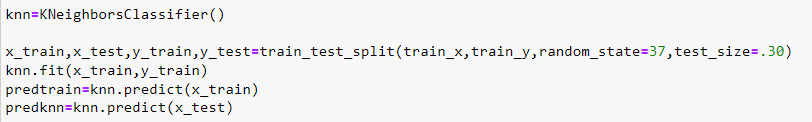 knn=KNeighborsClassifier()
x_train,x_test,y_train,y_test=train_test_split(train_x,train_y,random_state=37,test_size=.30)
knn.fit(x_train,y_train)
predtrain=knn.predict(x_train)
predknn=knn.predict(x_test)